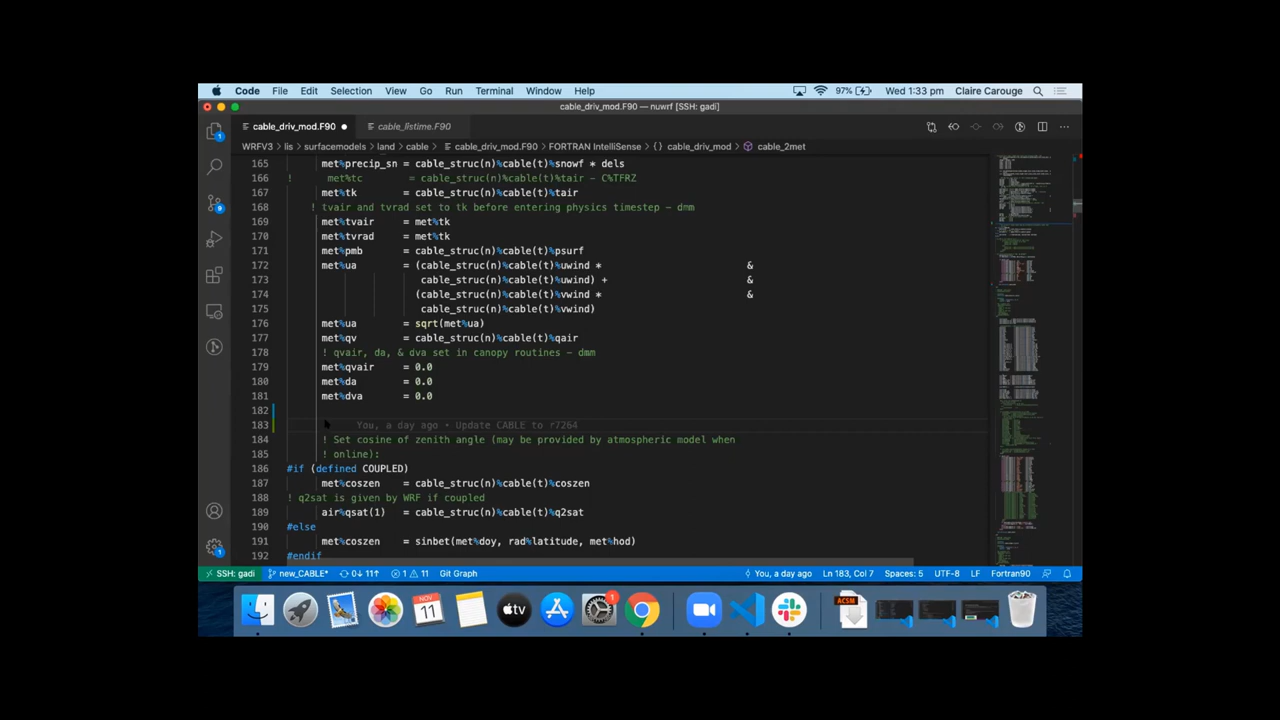 Code File Edit Selection View Go Run Terminal Window Help 97% Wed 1:33 pm Claire Carouge
cable_driv_mod.F90 — nuwrf [SSH: gadi]
cable_driv_mod.F90 ● cable_listime.F90
WRFV3 > lis > surfacemodels > land > cable > cable_driv_mod.F90 > FORTRAN IntelliSense > {} cable_driv_mod > cable_2met
165 met%precip_sn = cable_struc(n)%cable(t)%snowf * dels
166 ! met%tc = cable_struc(n)%cable(t)%tair - C%TFRZ
167 met%tk = cable_struc(n)%cable(t)%tair
168 ! tvair and tvrad set to tk before entering physics timestep - dmm
169 met%tvair = met%tk
170 met%tvrad = met%tk
171 met%pmb = cable_struc(n)%cable(t)%psurf
172 met%ua = (cable_struc(n)%cable(t)%uwind * &
173 cable_struc(n)%cable(t)%uwind) + &
174 (cable_struc(n)%cable(t)%vwind * &
175 cable_struc(n)%cable(t)%vwind)
176 met%ua = sqrt(met%ua)
177 met%qv = cable_struc(n)%cable(t)%qair
178 ! qvair, da, & dva set in canopy routines - dmm
179 met%qvair = 0.0
180 met%da = 0.0
181 met%dva = 0.0
182
183 You, a day ago • Update CABLE to r7264
184 ! Set cosine of zenith angle (may be provided by atmospheric model when
185 ! online):
186 #if (defined COUPLED)
187 met%coszen = cable_struc(n)%cable(t)%coszen
188 ! q2sat is given by WRF if coupled
189 air%qsat(1) = cable_struc(n)%cable(t)%q2sat
190 #else
191 met%coszen = sinbet(met%doy, rad%latitude, met%hod)
192 #endif
SSH: gadi new_CABLE* 0↓ 11↑ 1 11 Git Graph You, a day ago Ln 183, Col 7 Spaces: 5 UTF-8 LF Fortran90
NOV 11 tv 1 ACSM